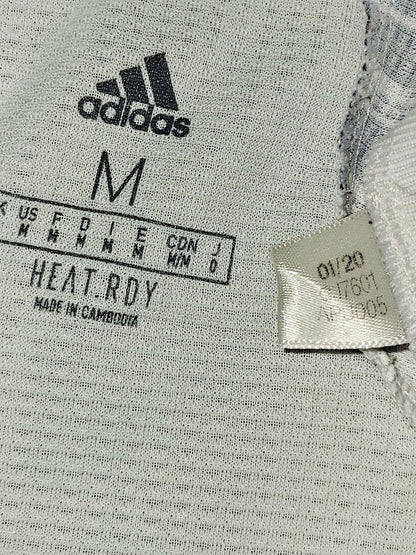 adidas
M
K US F D I E CDN J
M M M M M M/M O
HEAT.RDY
MADE IN CAMBODIA
01/20